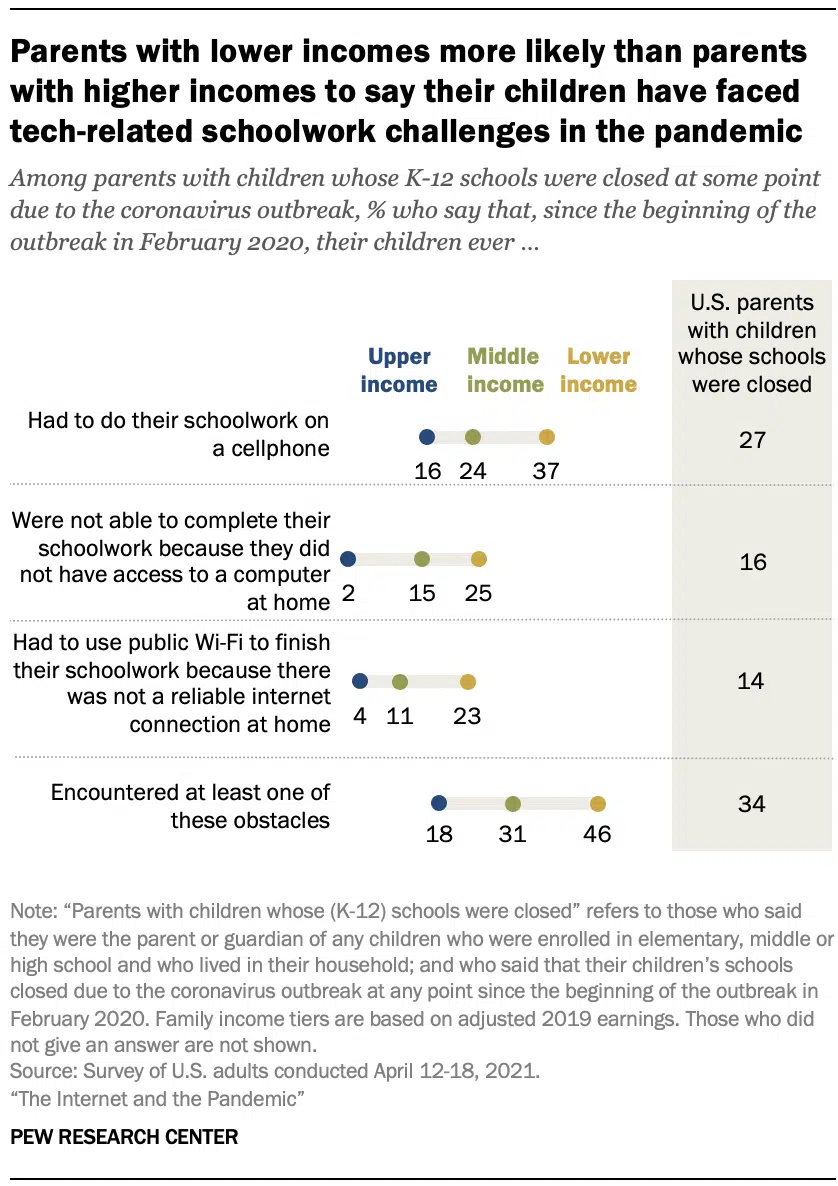 Parents with lower incomes more likely than parents
with higher incomes to say their children have faced
tech-related schoolwork challenges in the pandemic
Among parents with children whose K-12 schools were closed at some point
due to the coronavirus outbreak, % who say that, since the beginning of the
outbreak in February 2020, their children ever ...
U.S. parents
with children
whose schools
were closed
Upper
income
Middle
income
Lower
income
Had to do their schoolwork on
a cellphone
16 24 37
27
Were not able to complete their
schoolwork because they did
not have access to a computer
at home
2 15 25
16
Had to use public Wi-Fi to finish
their schoolwork because there
was not a reliable internet
connection at home
4 11 23
14
Encountered at least one of
these obstacles
18 31 46
34
Note: “Parents with children whose (K-12) schools were closed” refers to those who said
they were the parent or guardian of any children who were enrolled in elementary, middle or
high school and who lived in their household; and who said that their children’s schools
closed due to the coronavirus outbreak at any point since the beginning of the outbreak in
February 2020. Family income tiers are based on adjusted 2019 earnings. Those who did
not give an answer are not shown.
Source: Survey of U.S. adults conducted April 12-18, 2021.
“The Internet and the Pandemic”
PEW RESEARCH CENTER